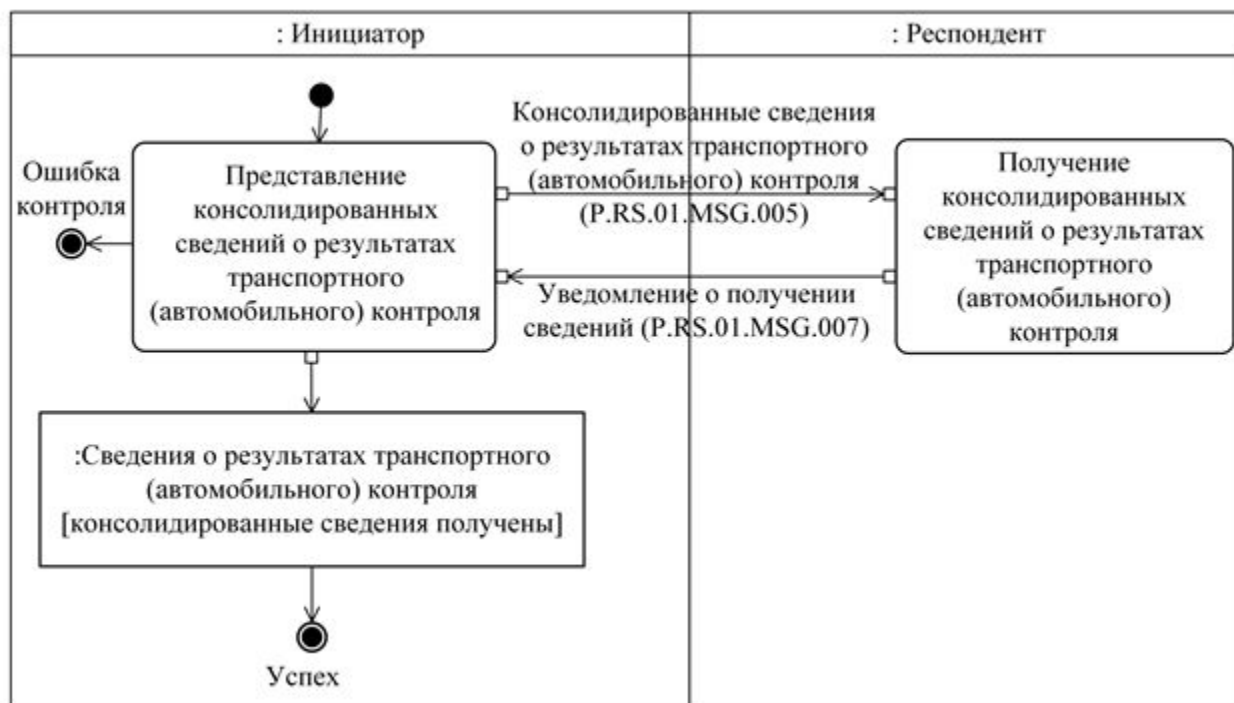 : Инициатор
: Респондент
Ошибка
контроля
Представление
консолидированных
сведений о результатах
транспортного
(автомобильного) контроля
Консолидированные сведения
о результатах транспортного
(автомобильного) контроля
(P.RS.01.MSG.005)
Уведомление о получении
сведений (P.RS.01.MSG.007)
Получение
консолидированных
сведений о результатах
транспортного
(автомобильного)
контроля
:Сведения о результатах транспортного
(автомобильного) контроля
[консолидированные сведения получены]
Успех